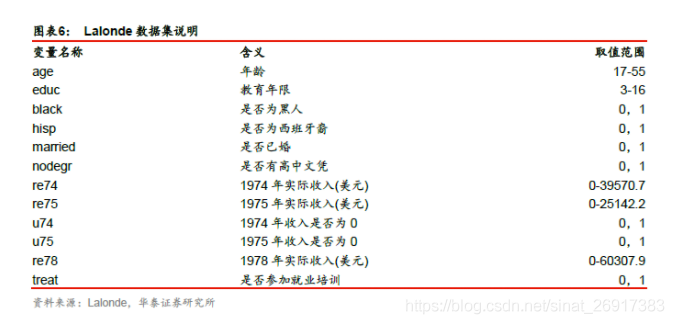 图表6： Lalonde 数据集说明
变量名称 含义 取值范围
age 年龄 17-55
educ 教育年限 3-16
black 是否为黑人 0，1
hisp 是否为西班牙裔 0，1
married 是否已婚 0，1
nodegr 是否有高中文凭 0，1
re74 1974 年实际收入(美元) 0-39570.7
re75 1975 年实际收入(美元) 0-25142.2
u74 1974 年收入是否为 0 0，1
u75 1975 年收入是否为 0 0，1
re78 1978 年实际收入(美元) 0-60307.9
treat 是否参加就业培训 0，1
资料来源：Lalonde，华泰证券研究所
https://blog.csdn.net/sinat_26917383